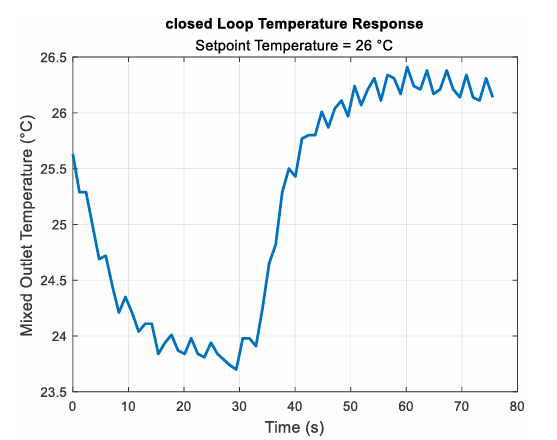 closed Loop Temperature Response
Setpoint Temperature = 26 °C
26.5
26
25.5
25
24.5
24
23.5
Mixed Outlet Temperature (°C)
0 10 20 30 40 50 60 70 80
Time (s)